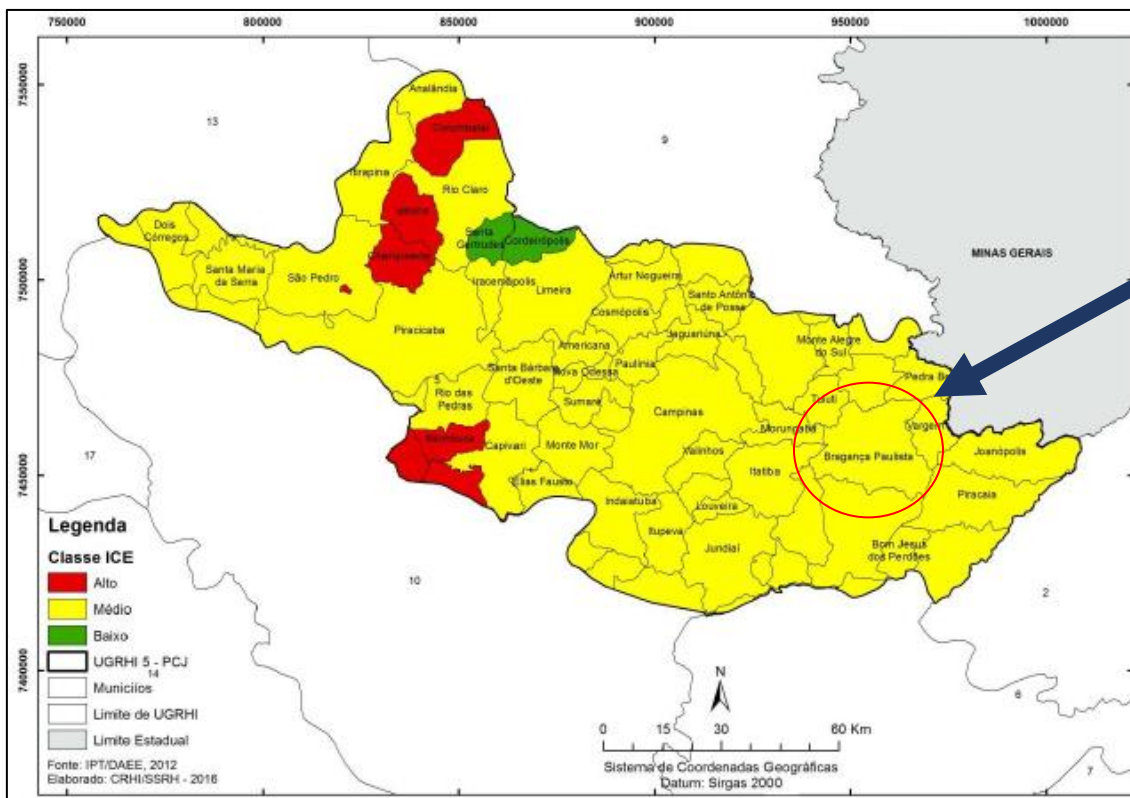 750000 800000 850000 900000 950000 1000000
7550000
7500000
7450000
7400000
Analândia
Corumbataí
13
9
Itirapina
Rio Claro
Ipeúna
Dois
Córregos
Santa
Gertrudes
Cordeirópolis
Charqueada
MINAS GERAIS
Santa Maria
da Serra
São Pedro
Iracemápolis
Limeira
Artur Nogueira
Santo Antônio
de Posse
Cosmópolis
Piracicaba
Jaguariúna
Americana
Monte Alegre
do Sul
Santa Bárbara
d'Oeste
Nova Odessa
Paulínia
Pedra Be
5
Rio das
Pedras
Sumaré
Tuiuti
Campinas
Morungaba
Vargem
Capivari
Monte Mor
Valinhos
Bragança Paulista
Joanópolis
17
Itatiba
Elias Fausto
Piracaia
Indaiatuba
Louveira
Itupeva
Jundiaí
Bom Jesus
dos Perdões
10
2
Legenda
Classe ICE
Alto
Médio
Baixo
UGRHI 5 - PCJ
14
Municíios
Limite de UGRHI
Limite Estadual
Fonte: IPT/DAEE, 2012
Elaborado: CRHI/SSRH - 2016
N
0 15 30 60 Km
Sistema de Coordenadas Geográficas
Datum: Sirgas 2000
6
7